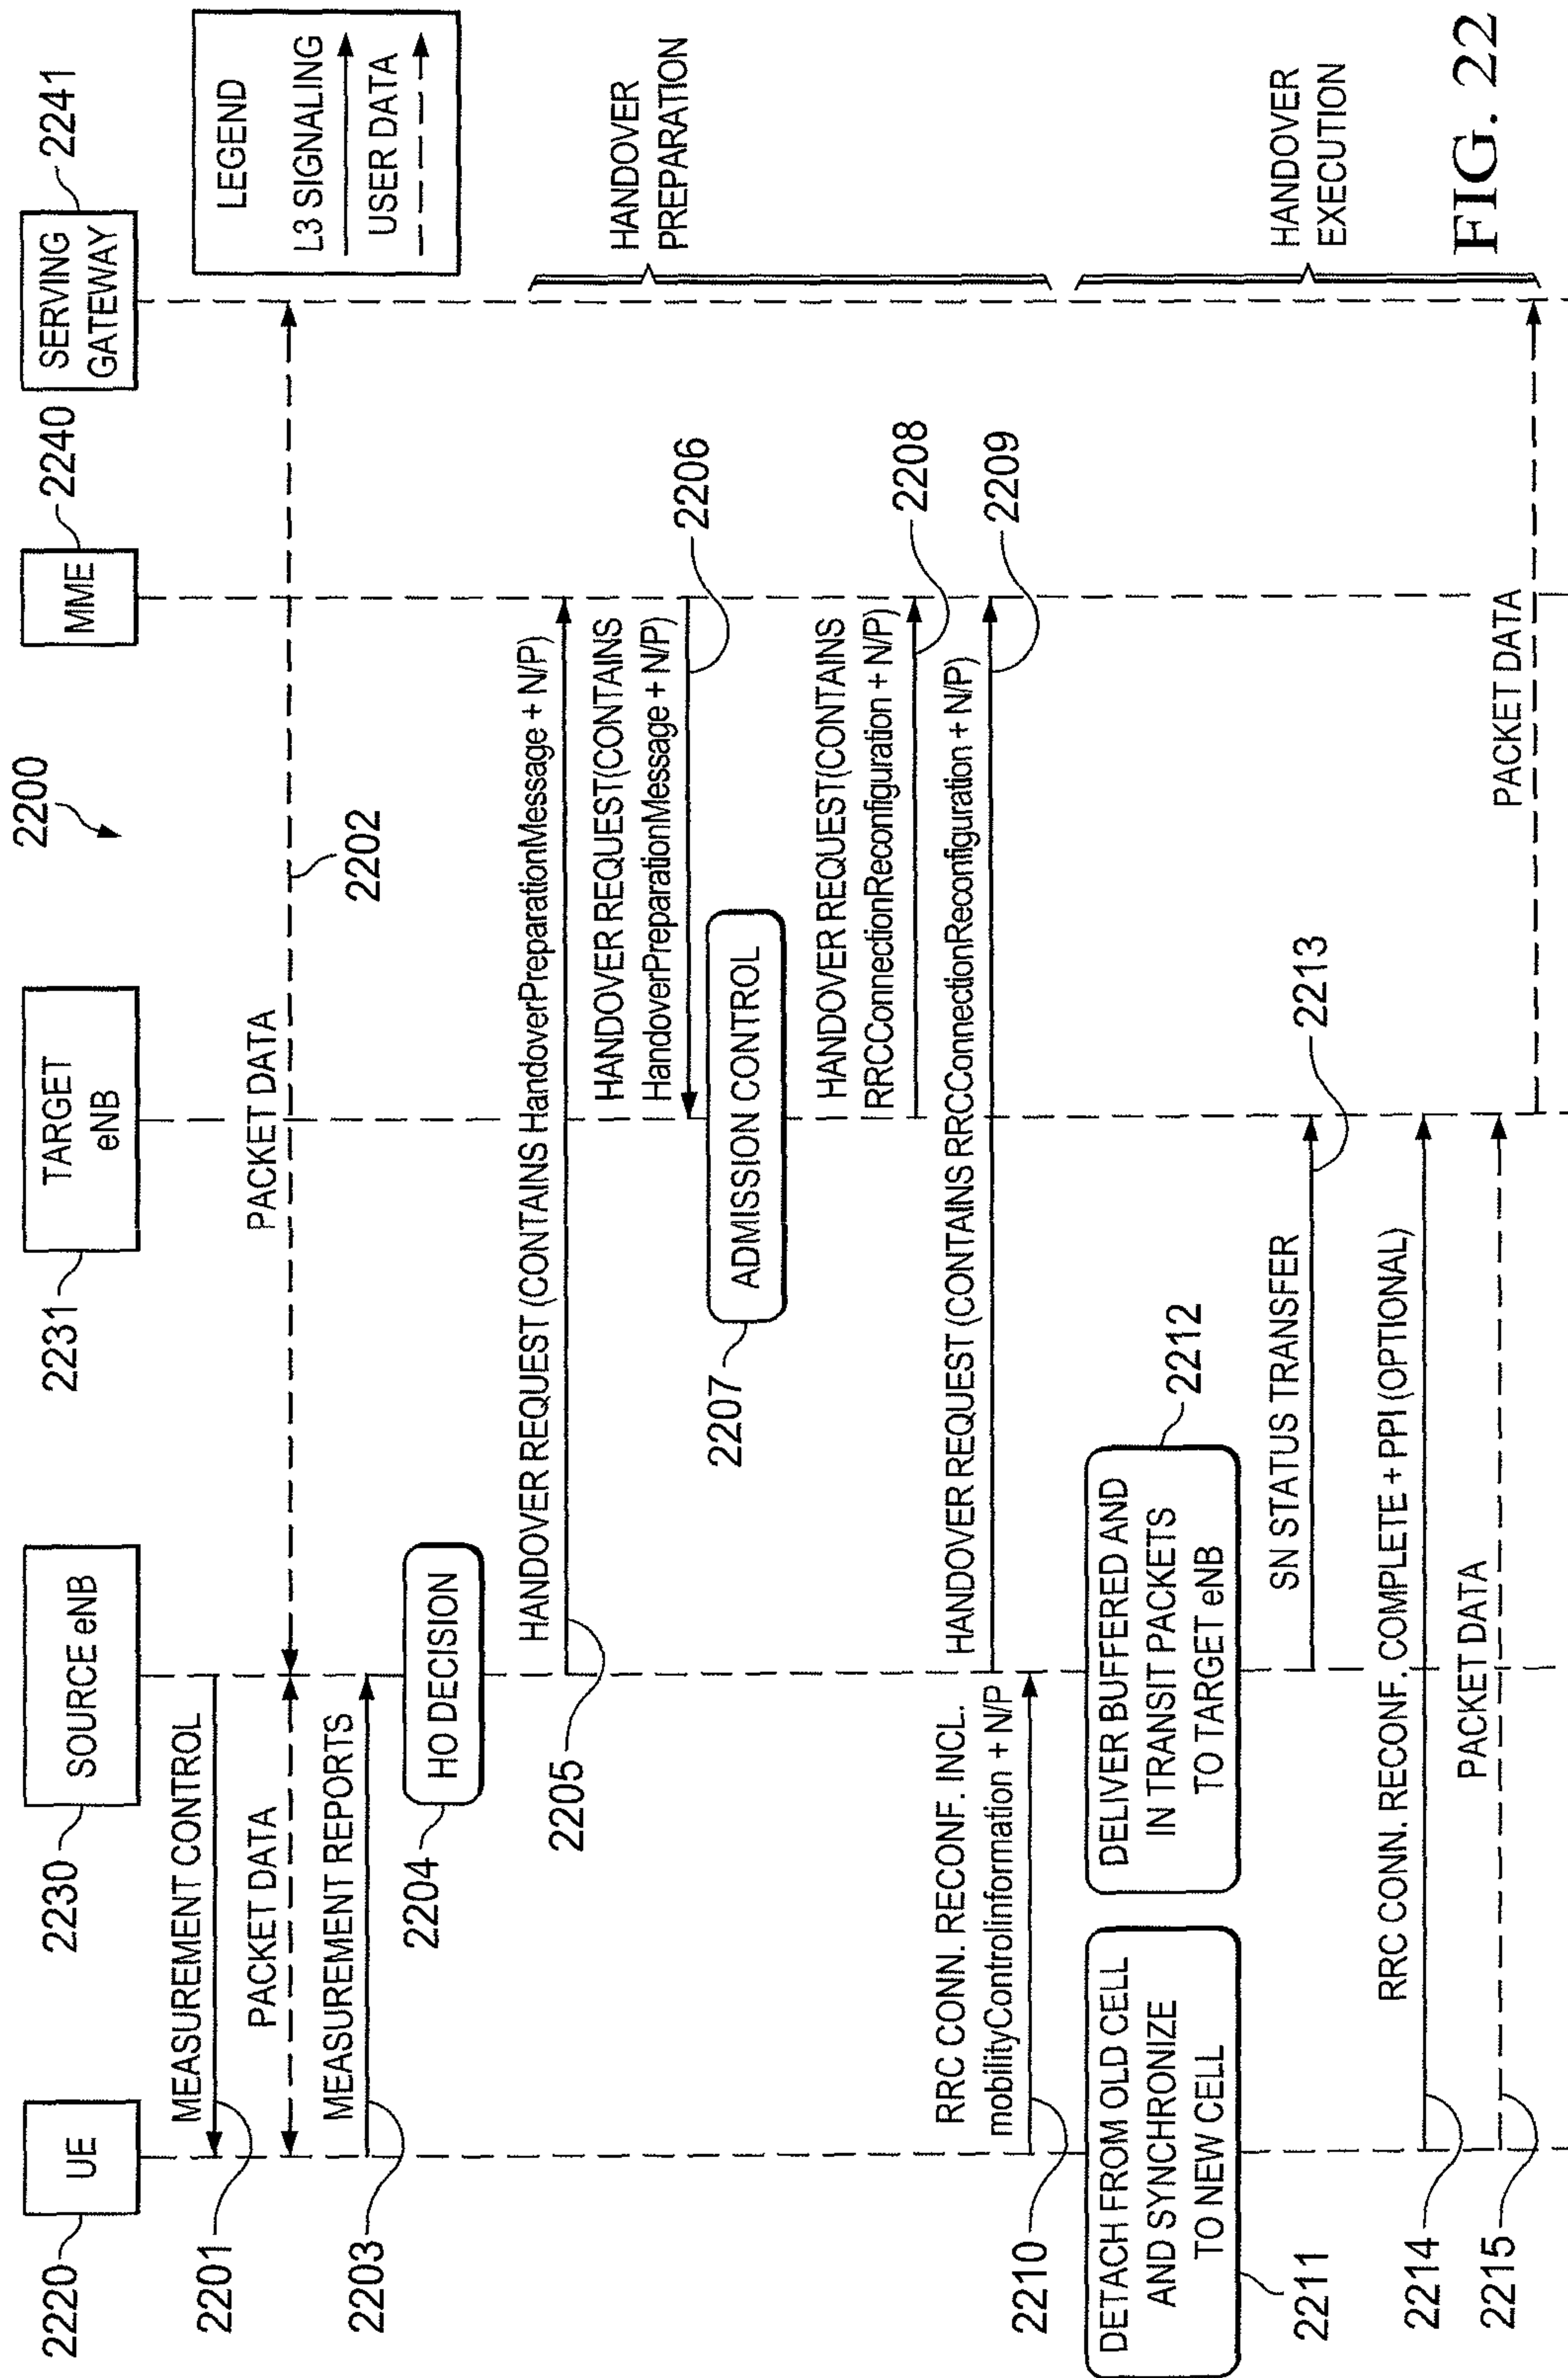 2200
UE
2220
SOURCE eNB
2230
TARGET
eNB
2231
MME
2240
SERVING
GATEWAY
2241
LEGEND
L3 SIGNALING
USER DATA
MEASUREMENT CONTROL
2201
PACKET DATA
PACKET DATA
2202
MEASUREMENT REPORTS
2203
HO DECISION
2204
HANDOVER REQUEST (CONTAINS HandoverPreparationMessage + N/P)
2205
HANDOVER REQUEST(CONTAINS
HandoverPreparationMessage + N/P)
2206
ADMISSION CONTROL
2207
HANDOVER REQUEST(CONTAINS
RRCConnectionReconfiguration + N/P)
2208
HANDOVER REQUEST (CONTAINS RRCConnectionReconfiguration + N/P)
2209
HANDOVER
PREPARATION
RRC CONN. RECONF. INCL.
mobilityControlinformation + N/P
2210
DETACH FROM OLD CELL
AND SYNCHRONIZE
TO NEW CELL
2211
DELIVER BUFFERED AND
IN TRANSIT PACKETS
TO TARGET eNB
2212
SN STATUS TRANSFER
2213
RRC CONN. RECONF. COMPLETE + PPI (OPTIONAL)
2214
PACKET DATA
2215
PACKET DATA
HANDOVER
EXECUTION
FIG. 22